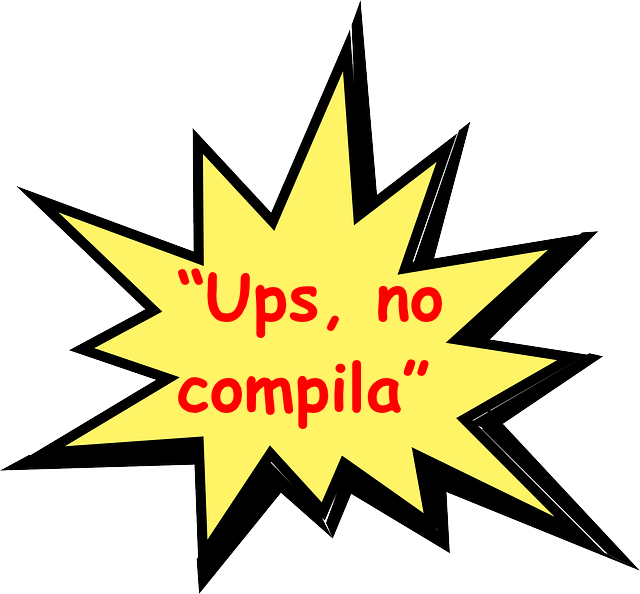 “Ups, no
compila”